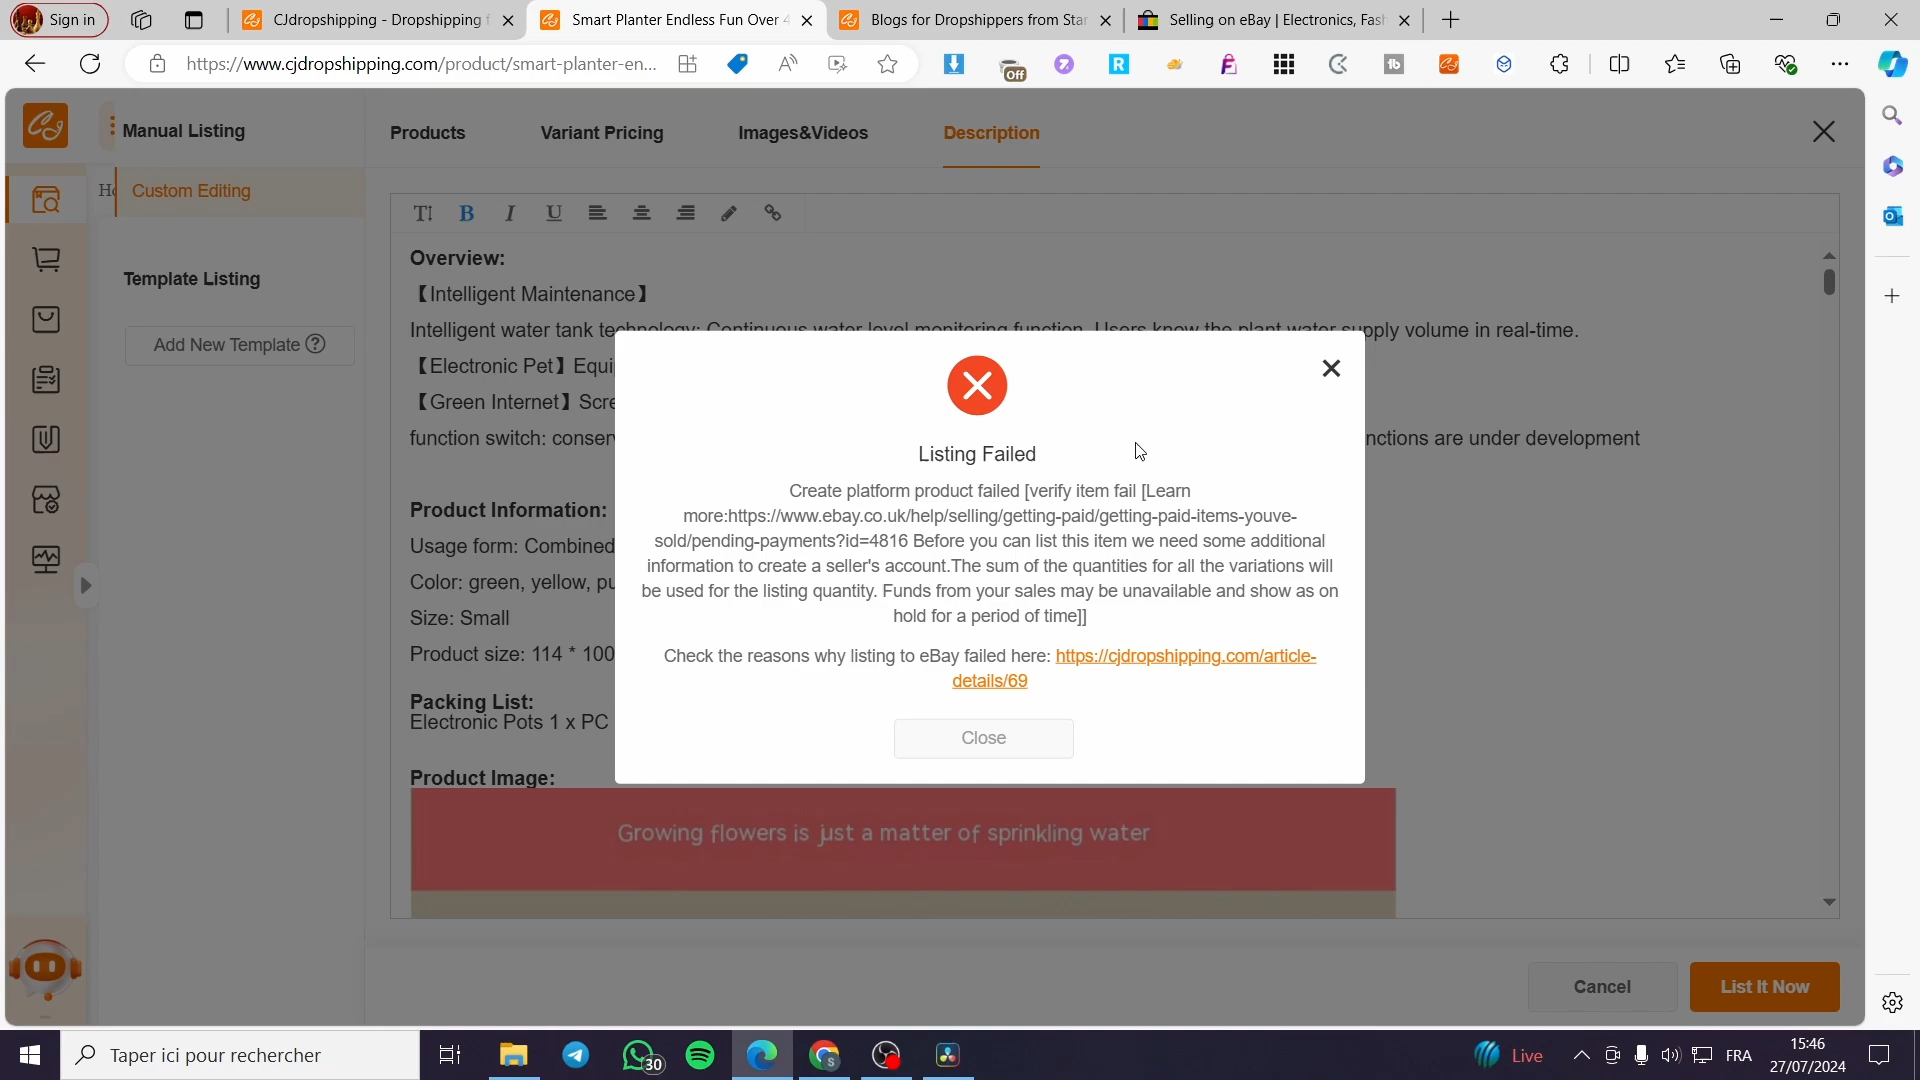 Sign in
CJdropshipping - Dropshipping f
Smart Planter Endless Fun Over 4
Blogs for Dropshippers from Star
Selling on eBay | Electronics, Fash
https://www.cjdropshipping.com/product/smart-planter-en...
Off
Manual Listing
Products
Variant Pricing
Images&Videos
Description
Custom Editing
Template Listing
Add New Template
Overview:
【Intelligent Maintenance】
Intelligent water tank technology: Continuous water level monitoring function. Users know the plant water supply volume in real-time.
【Electronic Pet】Equi
【Green Internet】Scre
function switch: conser
nctions are under development
Product Information:
Usage form: Combined
Color: green, yellow, pu
Size: Small
Product size: 114 * 100
Packing List:
Electronic Pots 1 x PC
Product Image:
Growing flowers is just a matter of sprinkling water
Listing Failed
Create platform product failed [verify item fail [Learn
more:https://www.ebay.co.uk/help/selling/getting-paid/getting-paid-items-youve-
sold/pending-payments?id=4816 Before you can list this item we need some additional
information to create a seller's account.The sum of the quantities for all the variations will
be used for the listing quantity. Funds from your sales may be unavailable and show as on
hold for a period of time]]
Check the reasons why listing to eBay failed here: https://cjdropshipping.com/article-
details/69
Close
Cancel
List It Now
Taper ici pour rechercher
30
Live
FRA
15:46
27/07/2024